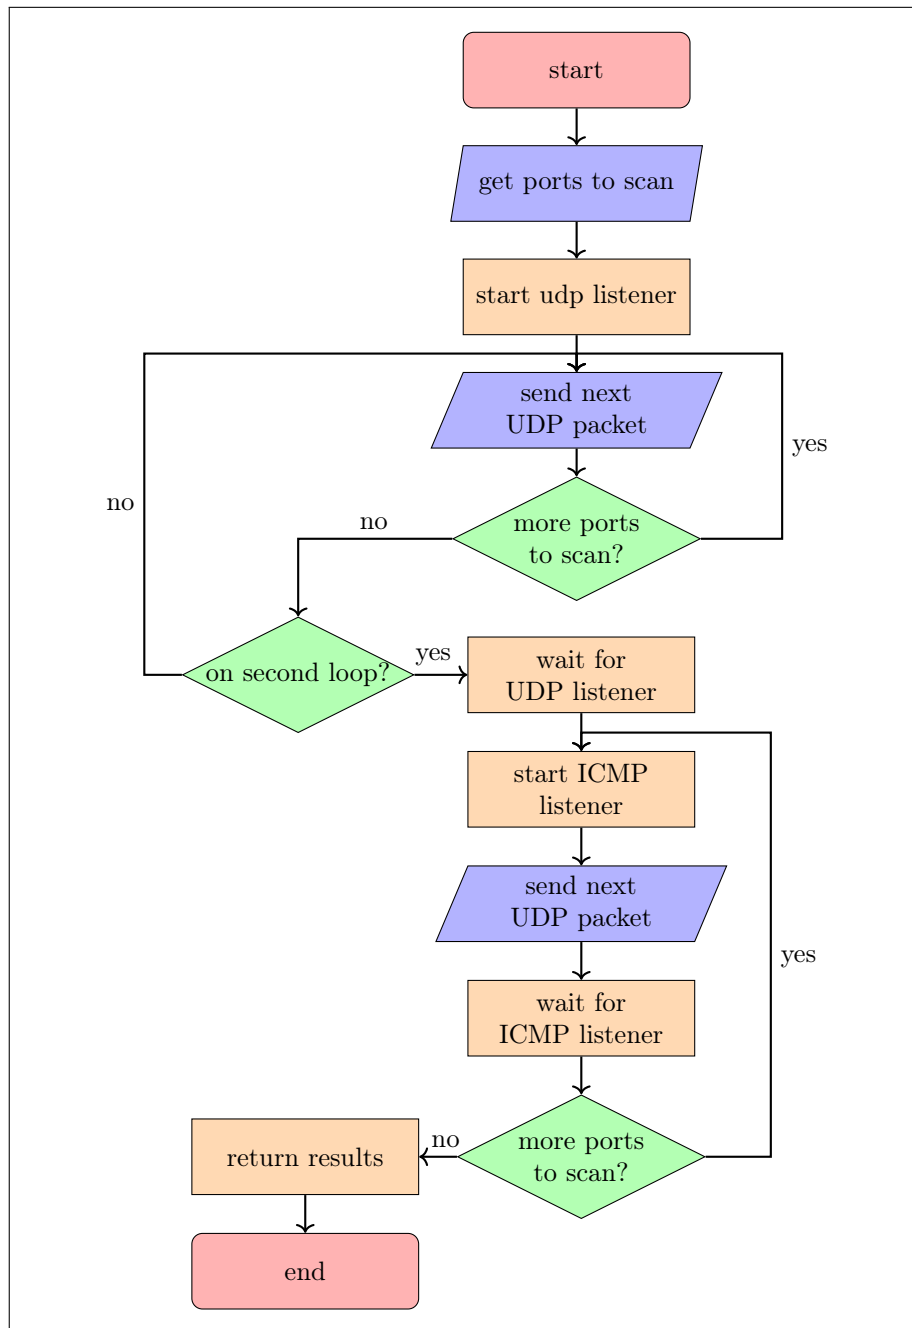 start
get ports to scan
start udp listener
send next
UDP packet
yes
no
more ports
to scan?
no
on second loop?
yes
wait for
UDP listener
start ICMP
listener
send next
UDP packet
yes
wait for
ICMP listener
more ports
to scan?
no
return results
end